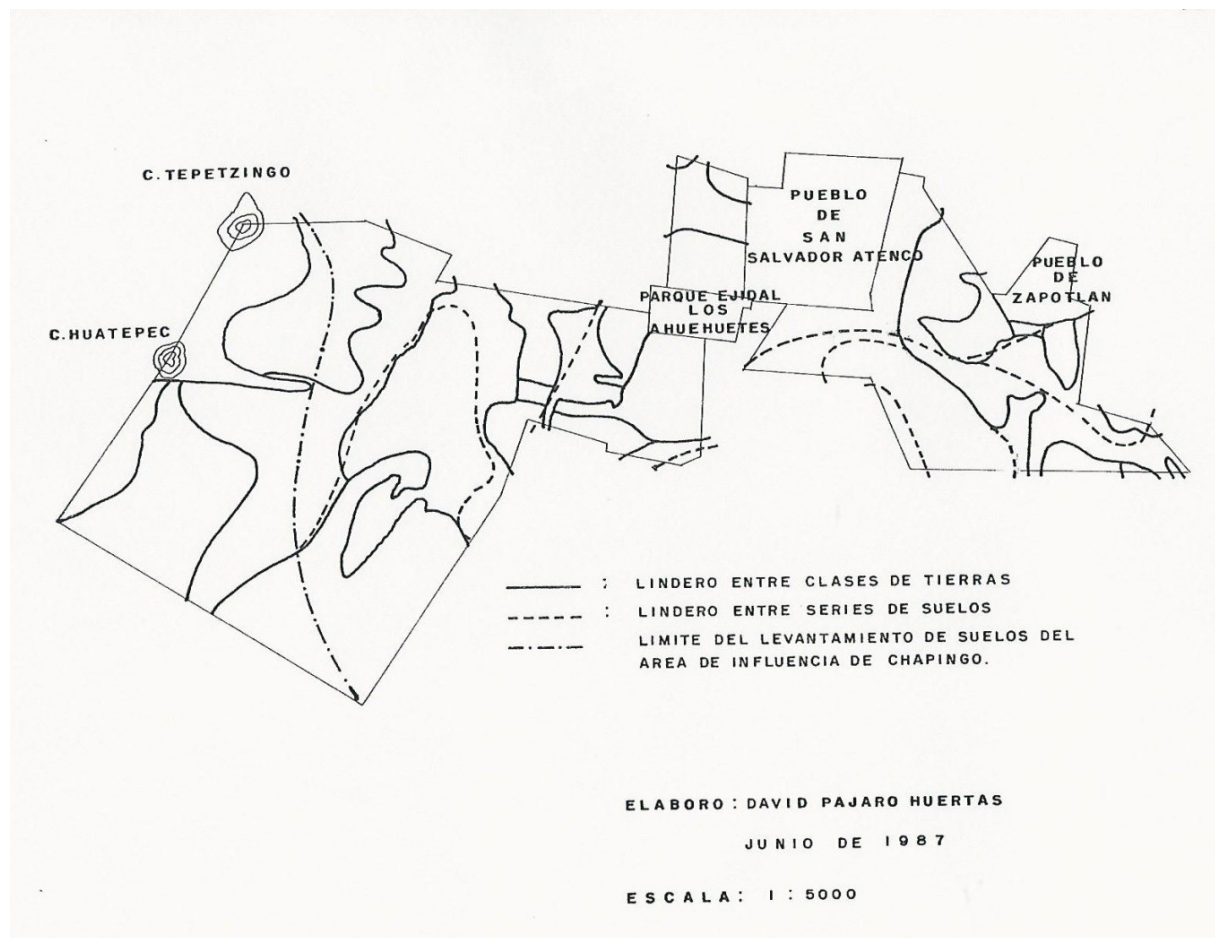 C. TEPETZINGO
C. HUATEPEC
PUEBLO
DE
SAN
SALVADOR ATENCO
PARQUE EJIDAL
LOS
AHUEHUETES
PUEBLO
DE
ZAPOTLAN
: LINDERO ENTRE CLASES DE TIERRAS
: LINDERO ENTRE SERIES DE SUELOS
LIMITE DEL LEVANTAMIENTO DE SUELOS DEL
AREA DE INFLUENCIA DE CHAPINGO.
ELABORO : DAVID PAJARO HUERTAS
JUNIO DE 1987
ESCALA: 1 : 5000